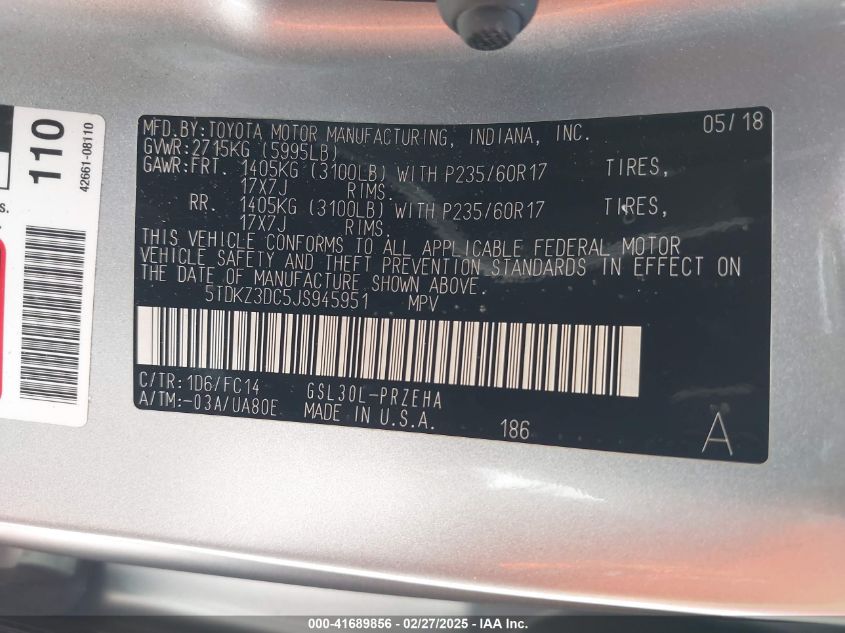 110
42661-08110
s.
MFD.BY:TOYOTA MOTOR MANUFACTURING, INDIANA, INC. 05/18
GVWR:2715KG (5995LB)
GAWR:FRT. 1405KG (3100LB) WITH P235/60R17 TIRES,
17X7J RIMS.
RR. 1405KG (3100LB) WITH P235/60R17 TIRES,
17X7J RIMS.
THIS VEHICLE CONFORMS TO ALL APPLICABLE FEDERAL MOTOR
VEHICLE SAFETY AND THEFT PREVENTION STANDARDS IN EFFECT ON
THE DATE OF MANUFACTURE SHOWN ABOVE.
5TDKZ3DC5JS945951 MPV
C/TR:1D6/FC14 GSL30L-PRZEHA
A/TM:-03A/UA80E MADE IN U.S.A. 186 A
000-41689856 - 02/27/2025 - IAA Inc.